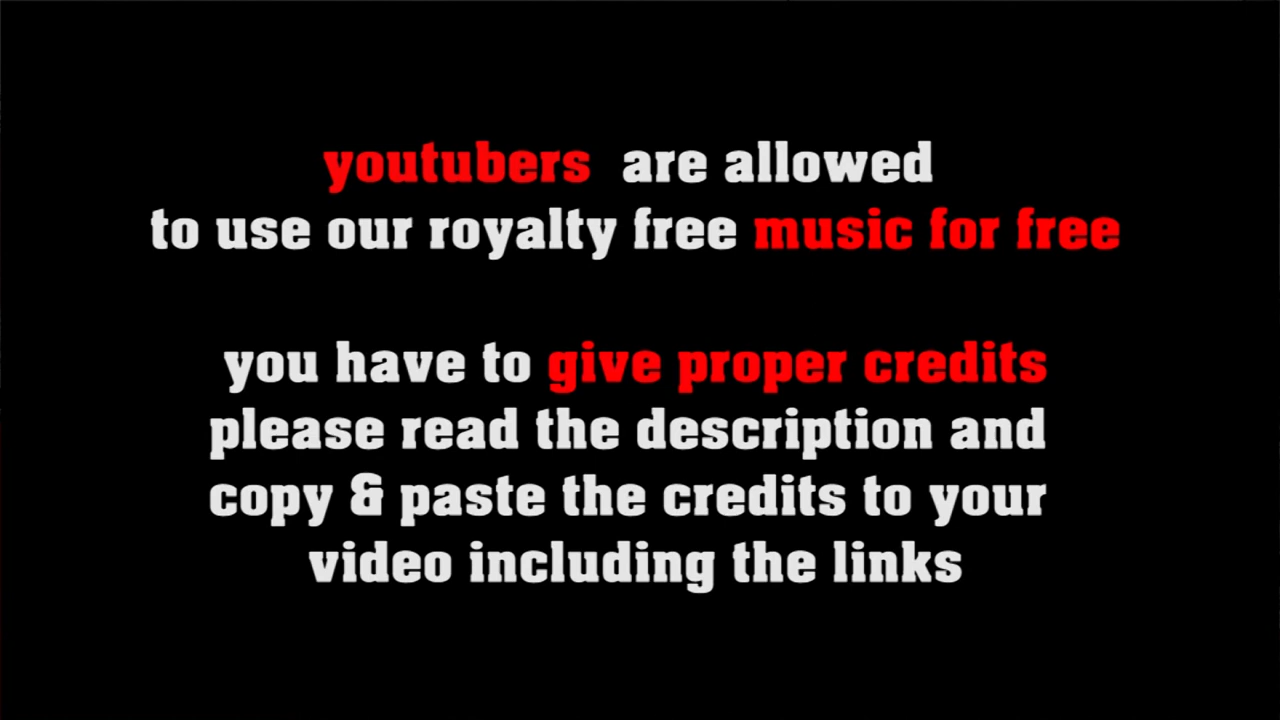 youtubers are allowed
to use our royalty free music for free
you have to give proper credits
please read the description and
copy & paste the credits to your
video including the links